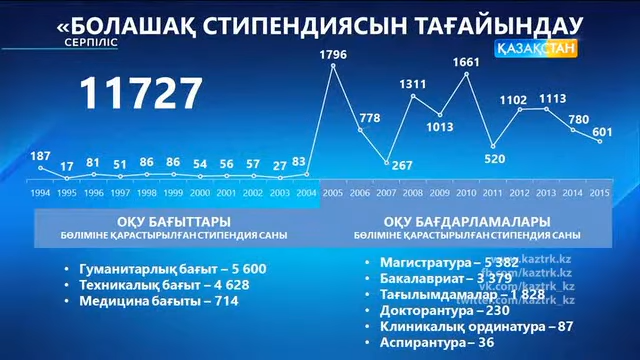 «БОЛАШАҚ СТИПЕНДИЯСЫН ТАҒАЙЫНДАУ
СЕРПІЛІС
ҚАЗАҚСТАН
11727
187 17 81 51 86 86 54 56 57 27 83 1796 778 267 1311 1013 1661 520 1102 1113 780 601
1994 1995 1996 1997 1998 1999 2000 2001 2002 2003 2004 2005 2006 2007 2008 2009 2010 2011 2012 2013 2014 2015
ОҚУ БАҒЫТТАРЫ
БӨЛІМІНЕ ҚАРАСТЫРЫЛҒАН СТИПЕНДИЯ САНЫ
• Гуманитарлық бағыт – 5 600
• Техникалық бағыт – 4 628
• Медицина бағыты – 714
ОҚУ БАҒДАРЛАМАЛАРЫ
БӨЛІМІНЕ ҚАРАСТЫРЫЛҒАН СТИПЕНДИЯ САНЫ
• Магистратура – 5 382
• Бакалавриат – 3 379
• Тағылымдамалар – 1 828
• Докторантура – 230
• Клиникалық ординатура – 87
• Аспирантура – 36
www.kaztrk.kz
fb.com/kaztrk.kz
vk.com/kaztrk_kz
twitter.com/kaztrk_kz